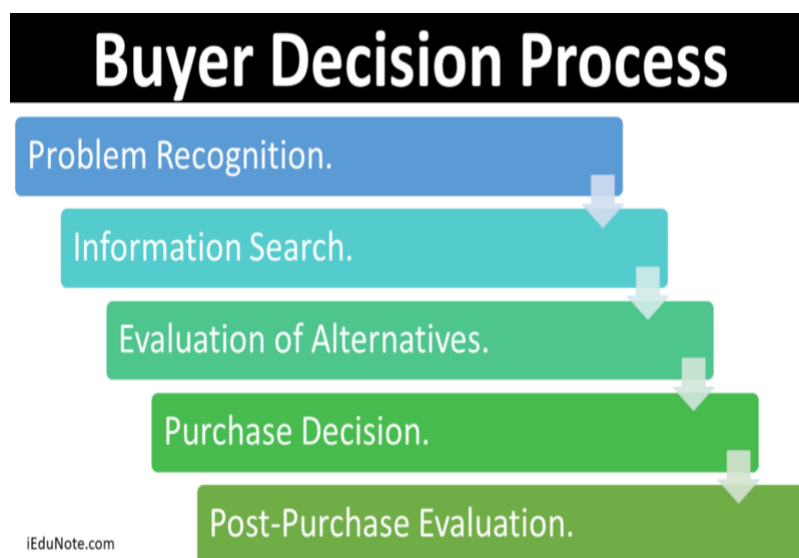 Buyer Decision Process
Problem Recognition.
Information Search.
Evaluation of Alternatives.
Purchase Decision.
Post-Purchase Evaluation.
iEduNote.com